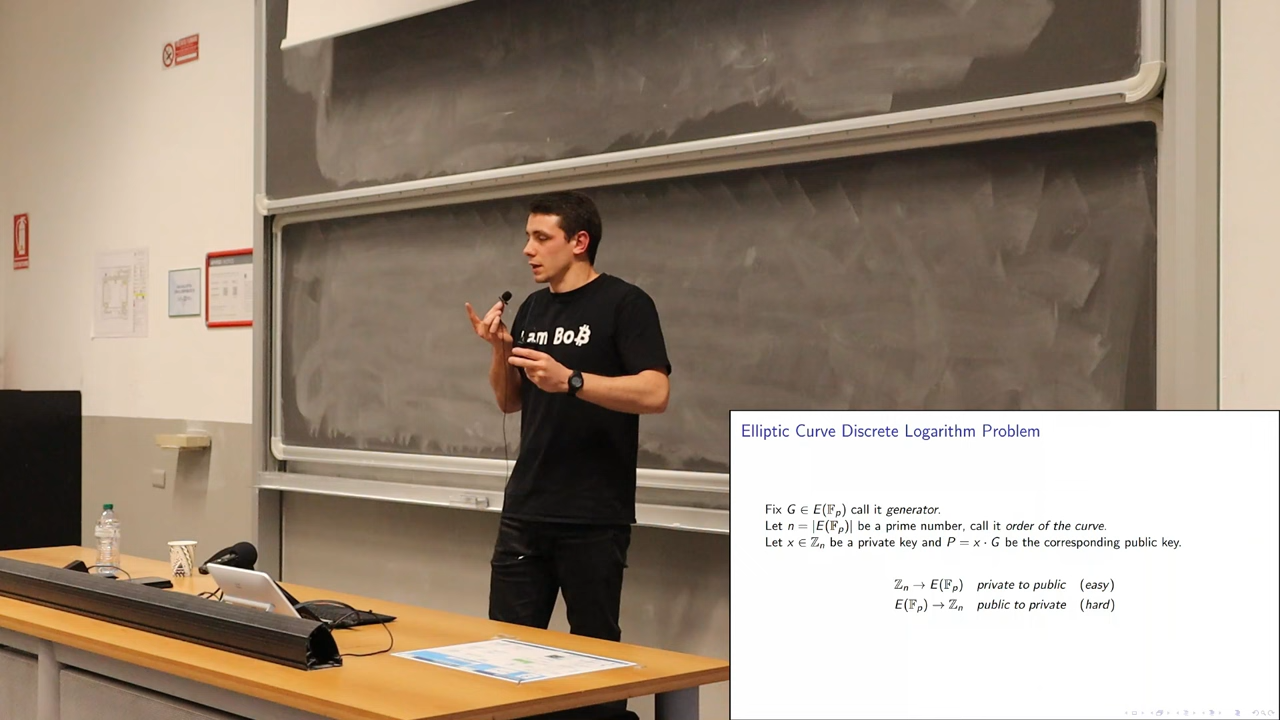 I am Bo₿
Elliptic Curve Discrete Logarithm Problem
Fix G ∈ E(𝔽ₚ) call it generator.
Let n = |E(𝔽ₚ)| be a prime number, call it order of the curve.
Let x ∈ ℤₙ be a private key and P = x · G be the corresponding public key.
ℤₙ → E(𝔽ₚ) private to public (easy)
E(𝔽ₚ) → ℤₙ public to private (hard)